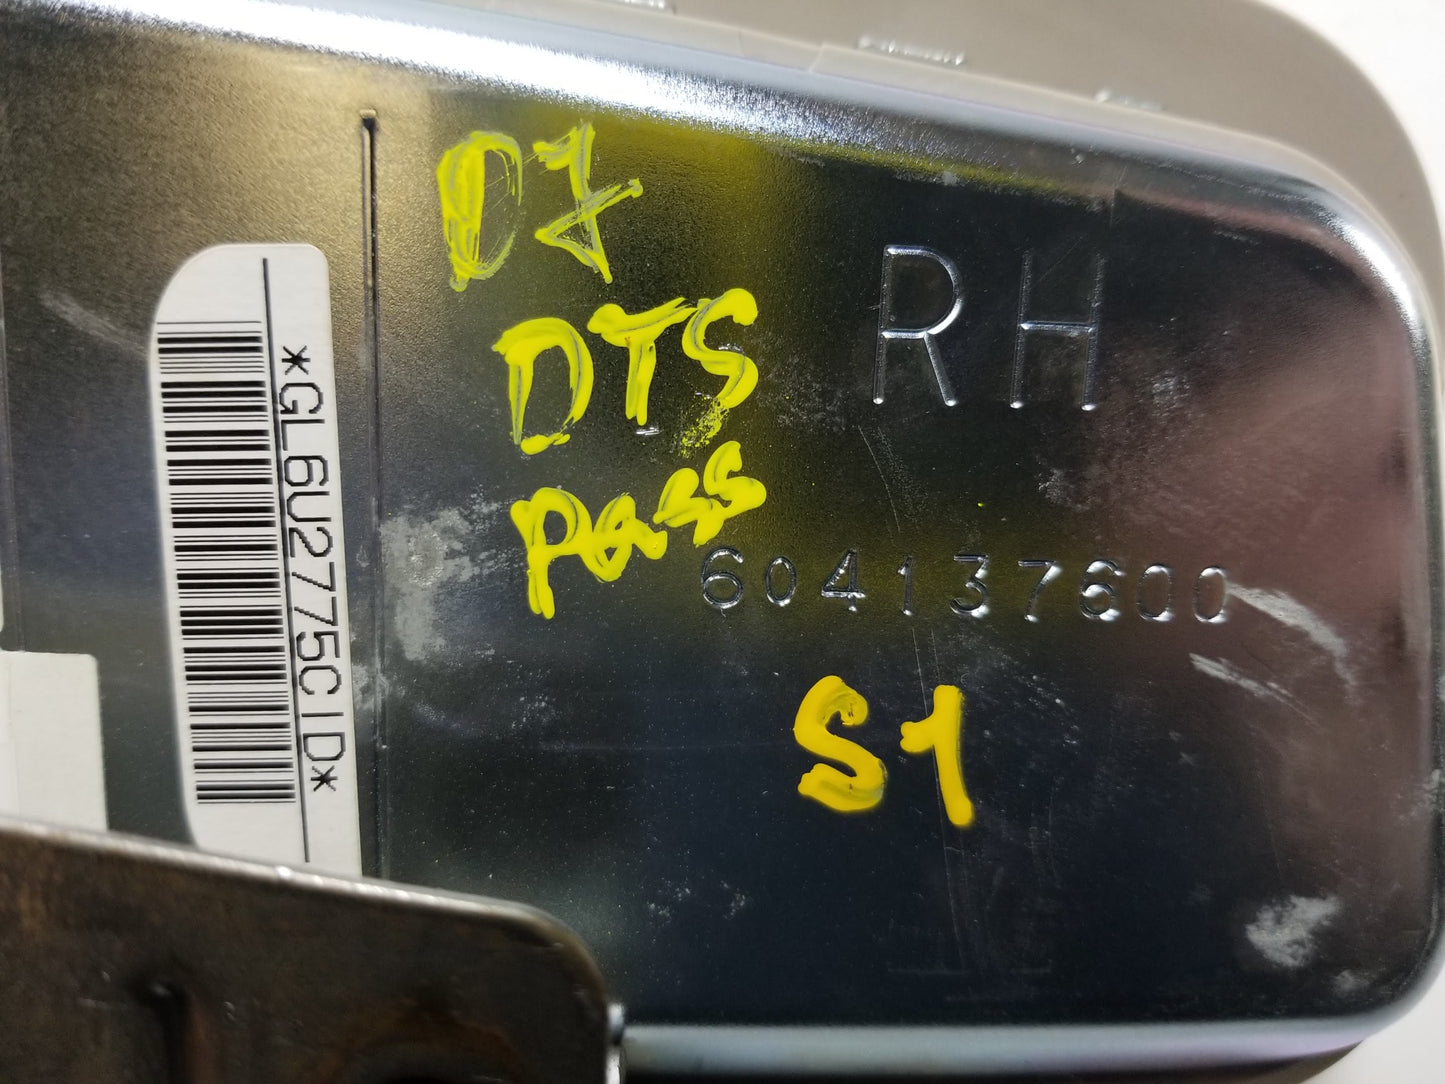 07
DTS
Pass
RH
604137600
S1
*GL6U2775CID*